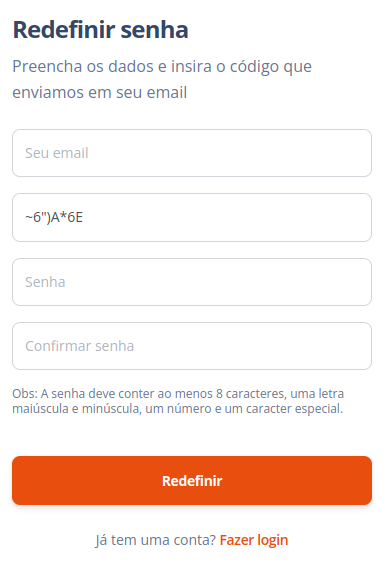 Redefinir senha
Preencha os dados e insira o código que
enviamos em seu email
Seu email
~6")A*6E
Senha
Confirmar senha
Obs: A senha deve conter ao menos 8 caracteres, uma letra
maiúscula e minúscula, um número e um caracter especial.
Redefinir
Já tem uma conta? Fazer login